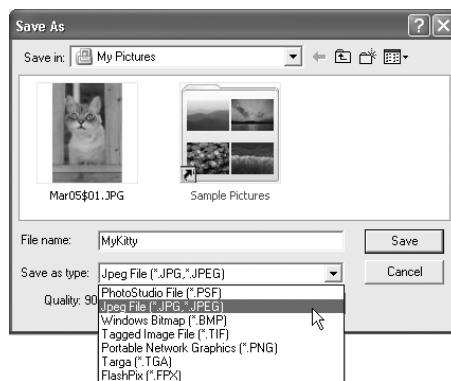 Save As
Save in: My Pictures
Mar05$01.JPG
Sample Pictures
File name: MyKitty Save
Save as type: Jpeg File (*.JPG,*.JPEG) Cancel
Quality: 90
PhotoStudio File (*.PSF)
Jpeg File (*.JPG,*.JPEG)
Windows Bitmap (*.BMP)
Tagged Image File (*.TIF)
Portable Network Graphics (*.PNG)
Targa (*.TGA)
FlashPix (*.FPX)